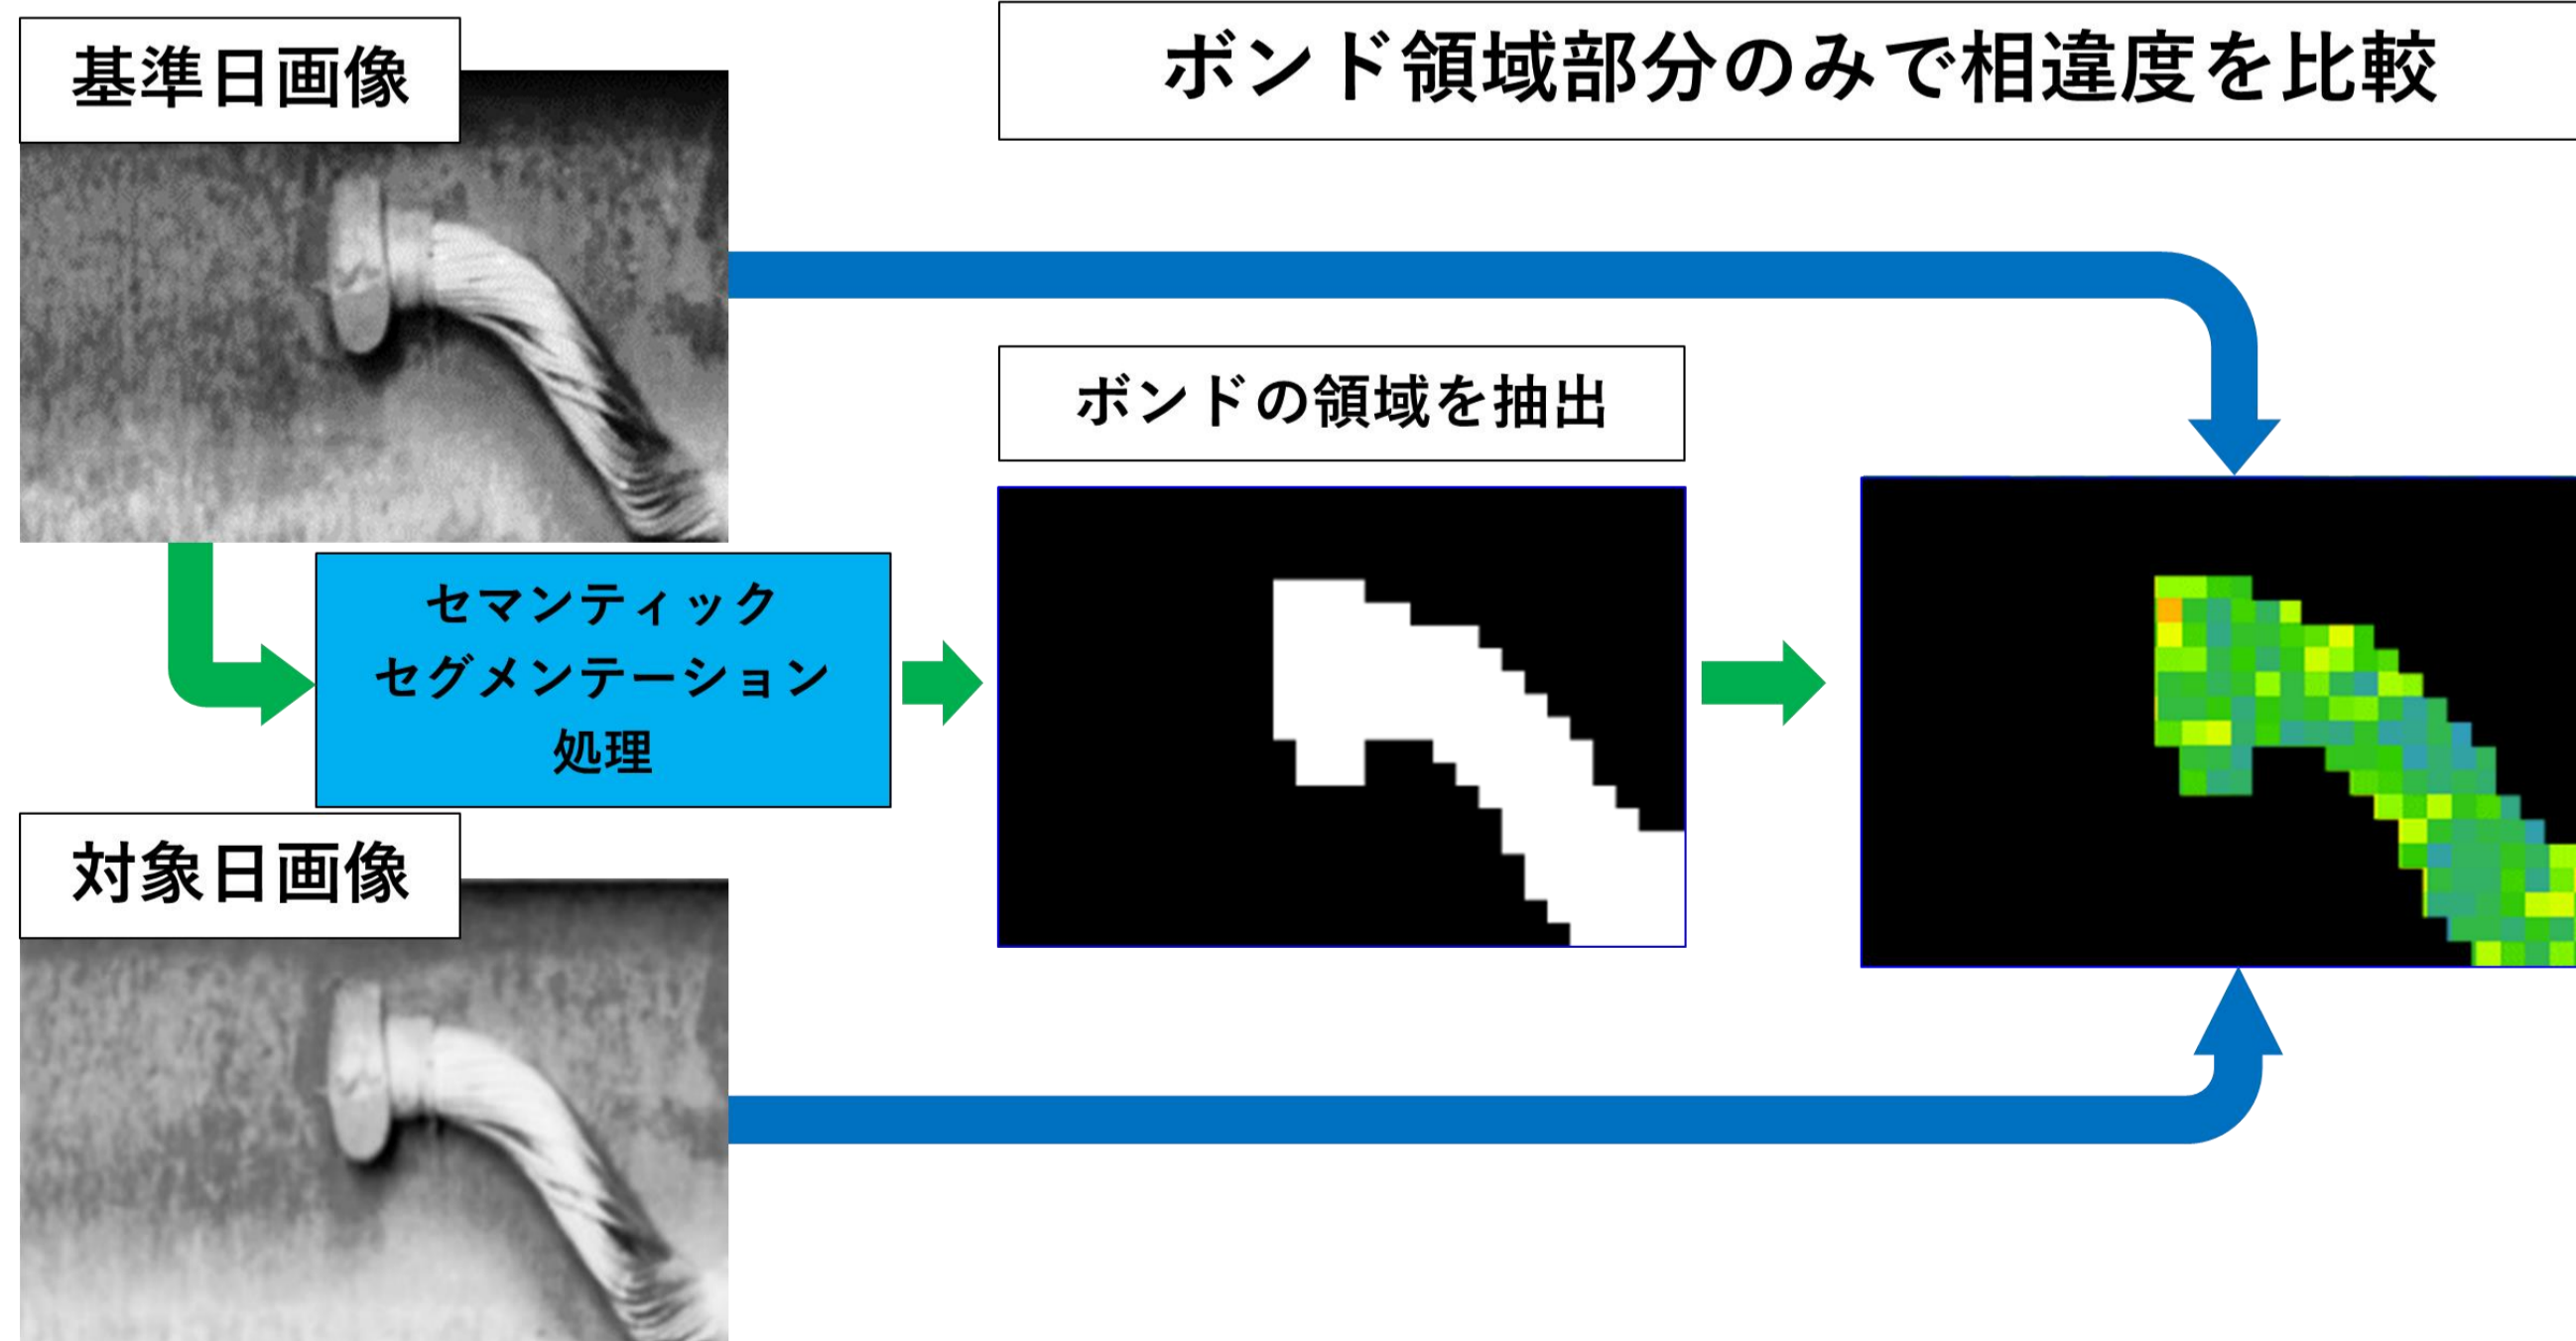 基準日画像
ボンド領域部分のみで相違度を比較
ボンドの領域を抽出
セマンティック
セグメンテーション
処理
対象日画像